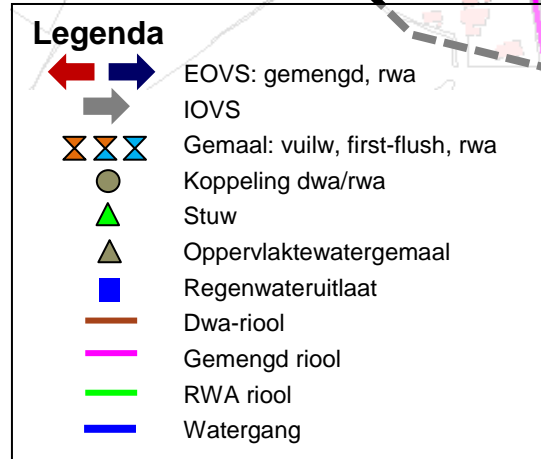 Legenda
EOVS: gemengd, rwa
IOVS
Gemaal: vuilw, first-flush, rwa
Koppeling dwa/rwa
Stuw
Oppervlaktewatergemaal
Regenwateruitlaat
Dwa-riool
Gemengd riool
RWA riool
Watergang